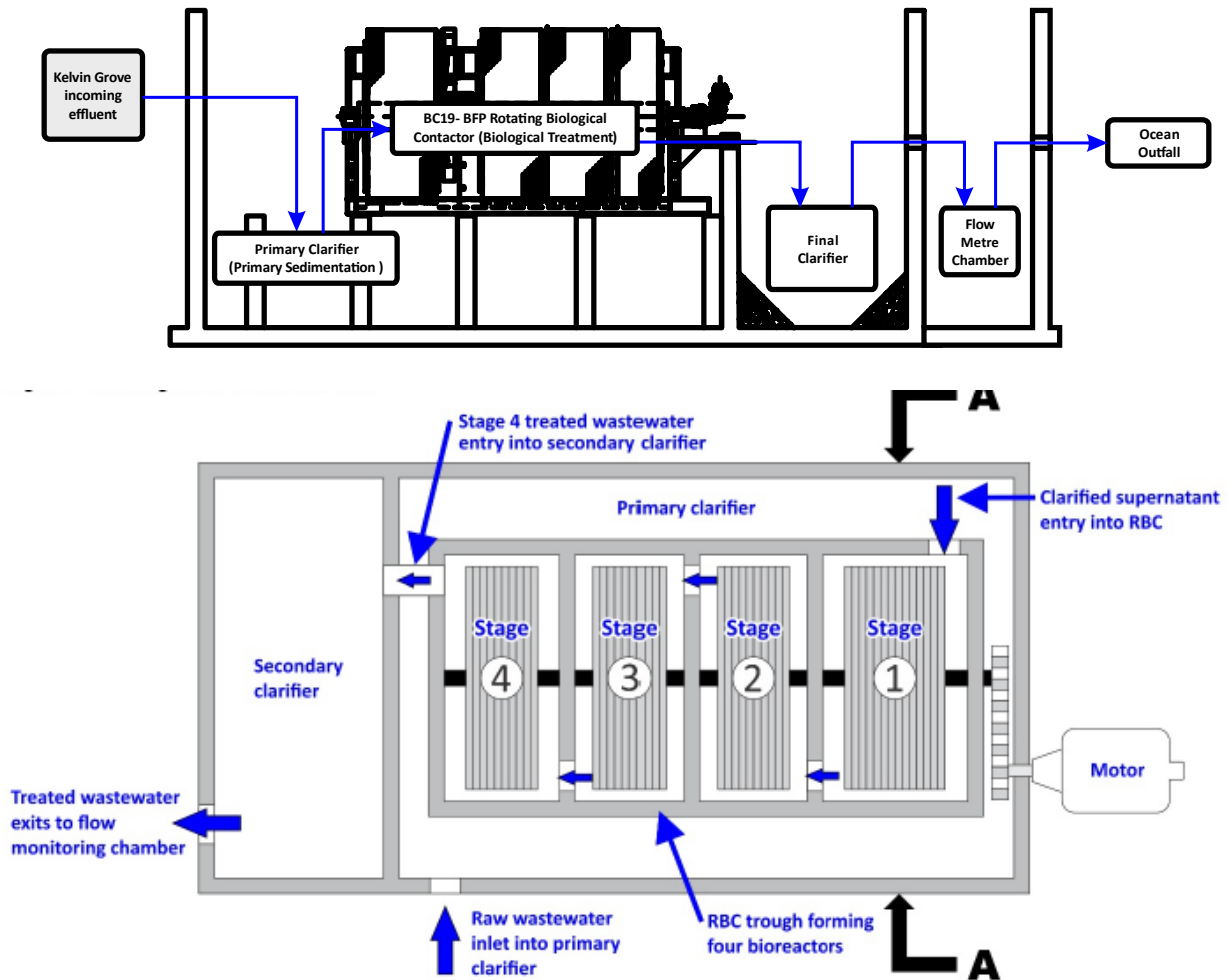 Kelvin Grove
incoming
effluent
BC19- BFP Rotating Biological
Contactor (Biological Treatment)
Ocean
Outfall
Primary Clarifier
(Primary Sedimentation )
Final
Clarifier
Flow
Metre
Chamber
A
Stage 4 treated wastewater
entry into secondary clarifier
Primary clarifier
Clarified supernatant
entry into RBC
Stage
4
Stage
3
Stage
2
Stage
1
Secondary
clarifier
Motor
Treated wastewater
exits to flow
monitoring chamber
Raw wastewater
inlet into primary
clarifier
RBC trough forming
four bioreactors
A